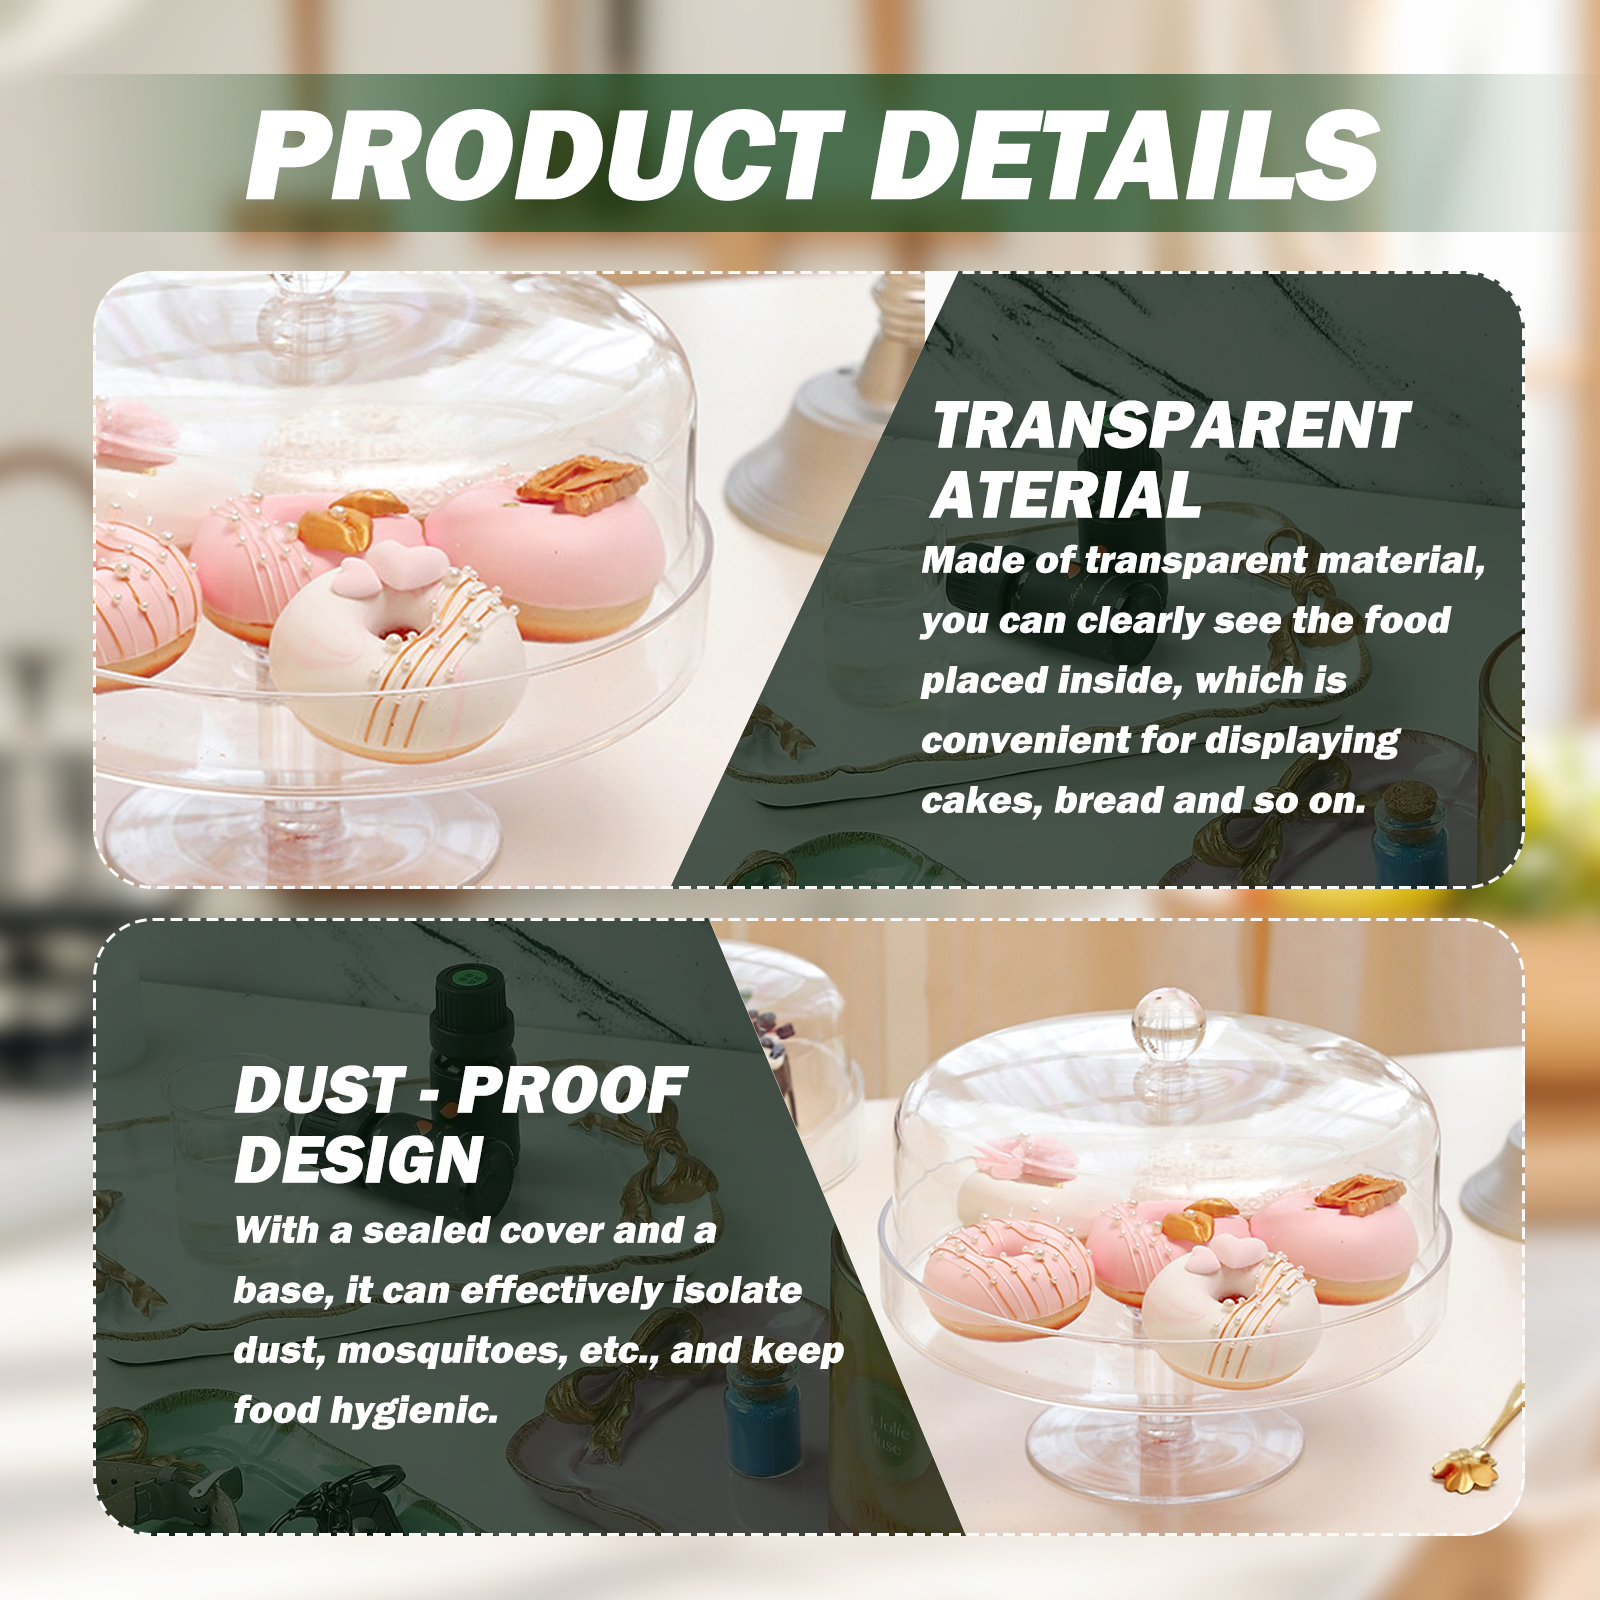 PRODUCT DETAILS
TRANSPARENT
ATERIAL
Made of transparent material,
you can clearly see the food
placed inside, which is
convenient for displaying
cakes, bread and so on.
DUST - PROOF
DESIGN
With a sealed cover and a
base, it can effectively isolate
dust, mosquitoes, etc., and keep
food hygienic.
Jolie